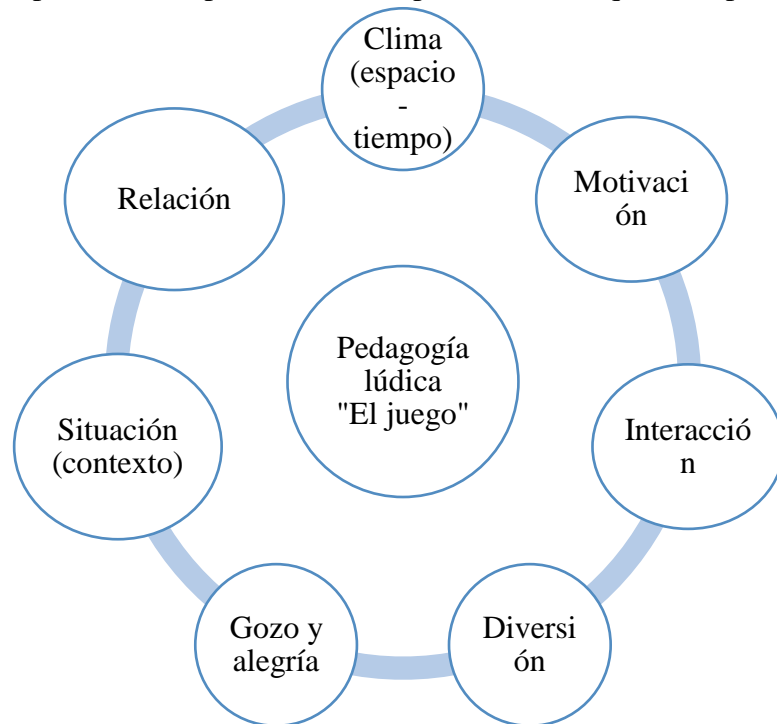 Clima
(espacio
-
tiempo)
Motivaci
ón
Interacció
n
Diversi
ón
Gozo y
alegría
Situación
(contexto)
Relación
Pedagogía
lúdica
"El juego"